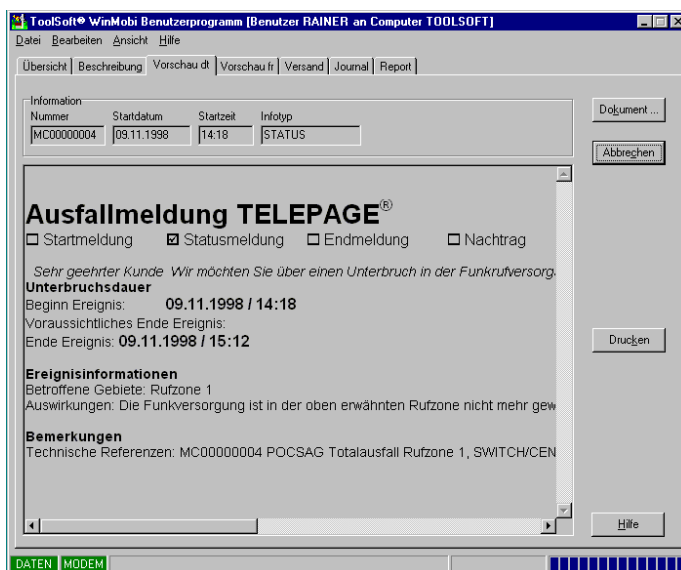 ToolSoft® WinMobi Benutzerprogramm [Benutzer RAINER an Computer TOOLSOFT]
Datei Bearbeiten Ansicht Hilfe
Übersicht Beschreibung Vorschau dt Vorschau fr Versand Journal Report
Information
Nummer Startdatum Startzeit Infotyp
MC00000004 09.11.1998 14:18 STATUS
Dokument ...
Abbrechen
Ausfallmeldung TELEPAGE®
Startmeldung Statusmeldung Endmeldung Nachtrag
Sehr geehrter Kunde Wir möchten Sie über einen Unterbruch in der Funkrufversorg
Unterbruchsdauer
Beginn Ereignis: 09.11.1998 / 14:18
Voraussichtliches Ende Ereignis:
Ende Ereignis: 09.11.1998 / 15:12
Drucken
Ereignisinformationen
Betroffene Gebiete: Rufzone 1
Auswirkungen: Die Funkversorgung ist in der oben erwähnten Rufzone nicht mehr gew
Bemerkungen
Technische Referenzen: MC00000004 POCSAG Totalausfall Rufzone 1, SWITCH/CEN
Hilfe
DATEN MODEM